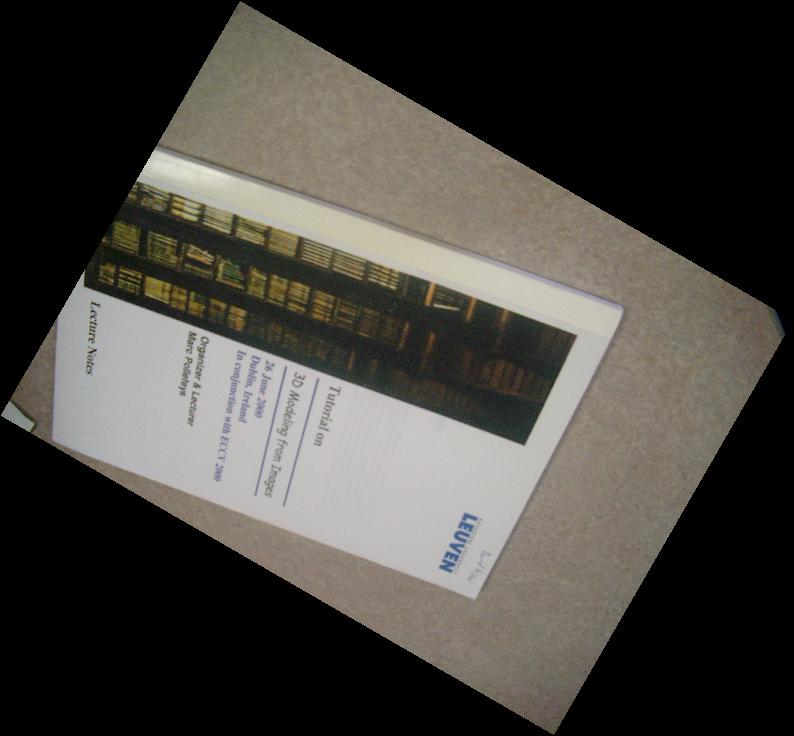 LEUVEN
Tutorial on
3D Modeling from Images
26 June 2000
Dublin, Ireland
In conjunction with ECCV 2000
Organizer & Lecturer
Marc Pollefeys
Lecture Notes